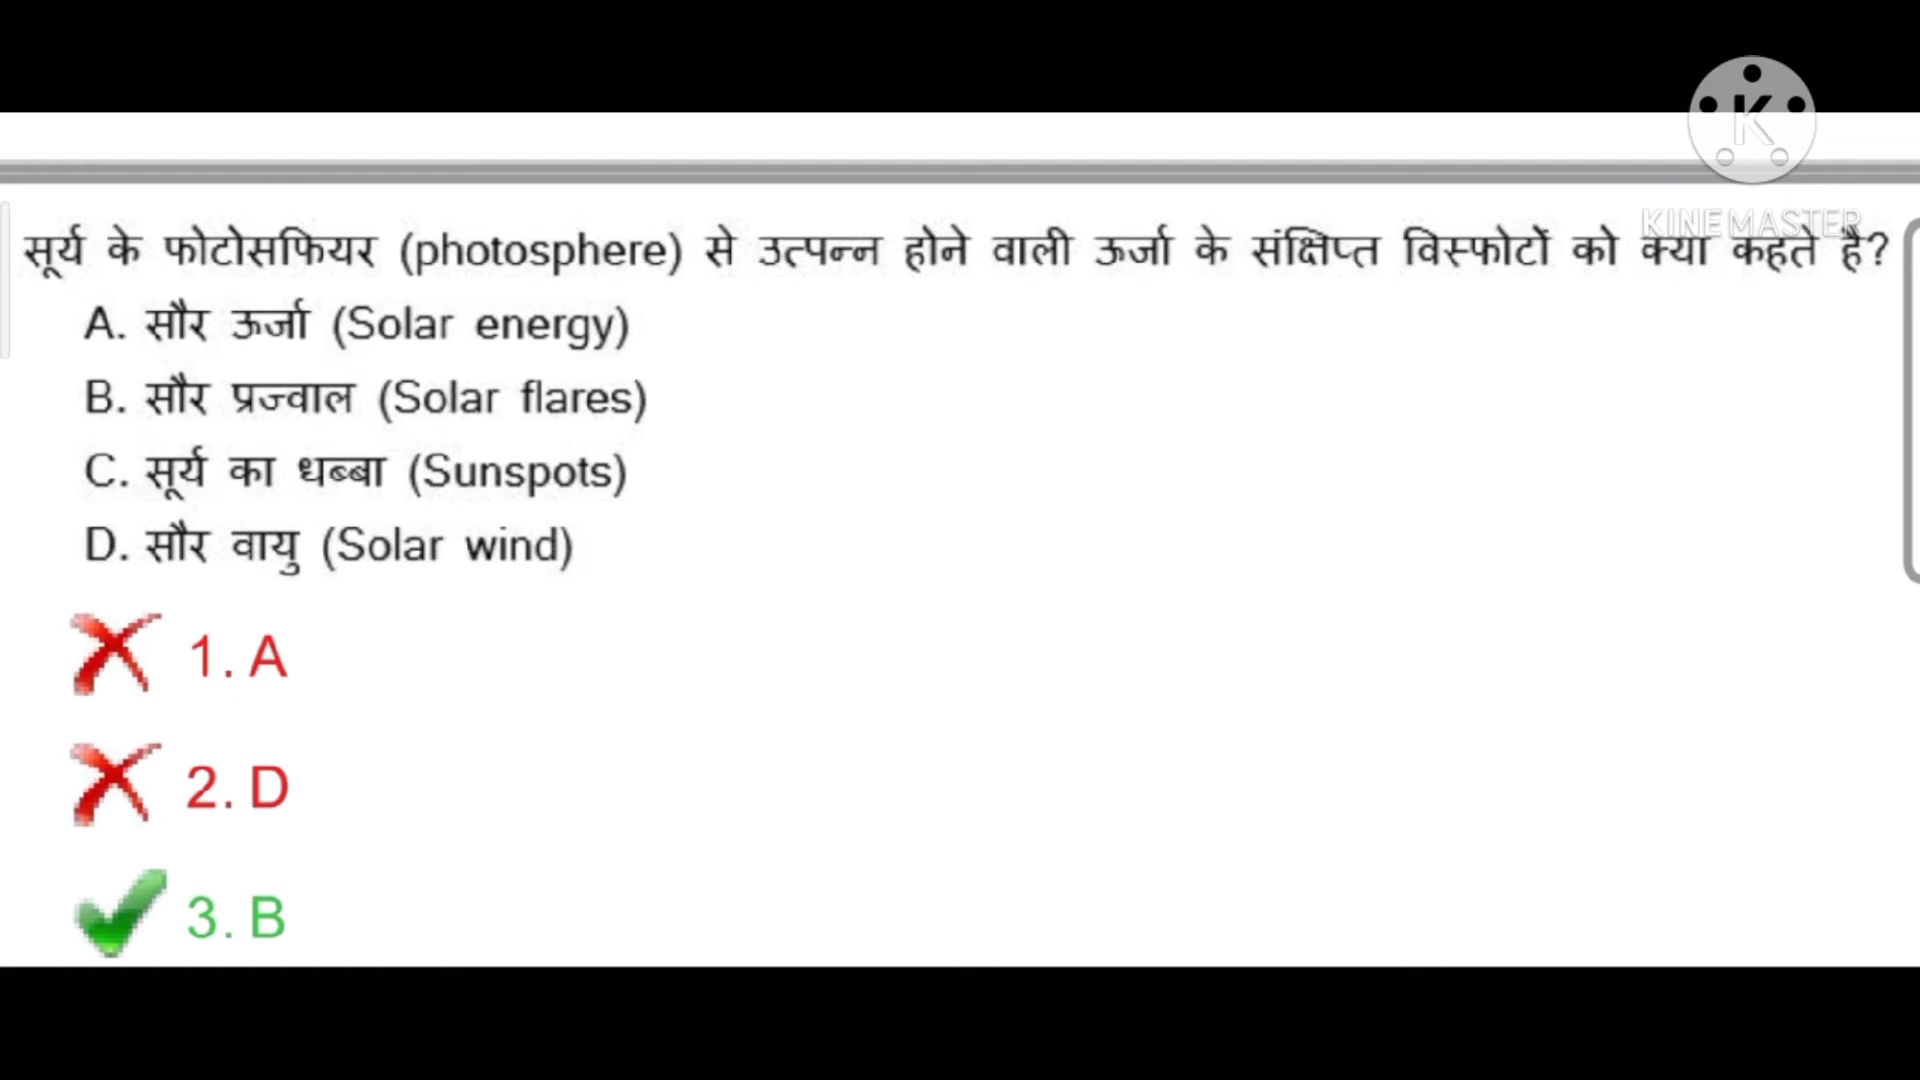 K
KINEMASTER
सूर्य के फोटोसफियर (photosphere) से उत्पन्न होने वाली ऊर्जा के संक्षिप्त विस्फोटों को क्या कहते है?
A. सौर ऊर्जा (Solar energy)
B. सौर प्रज्वाल (Solar flares)
C. सूर्य का धब्बा (Sunspots)
D. सौर वायु (Solar wind)
1. A
2. D
3. B